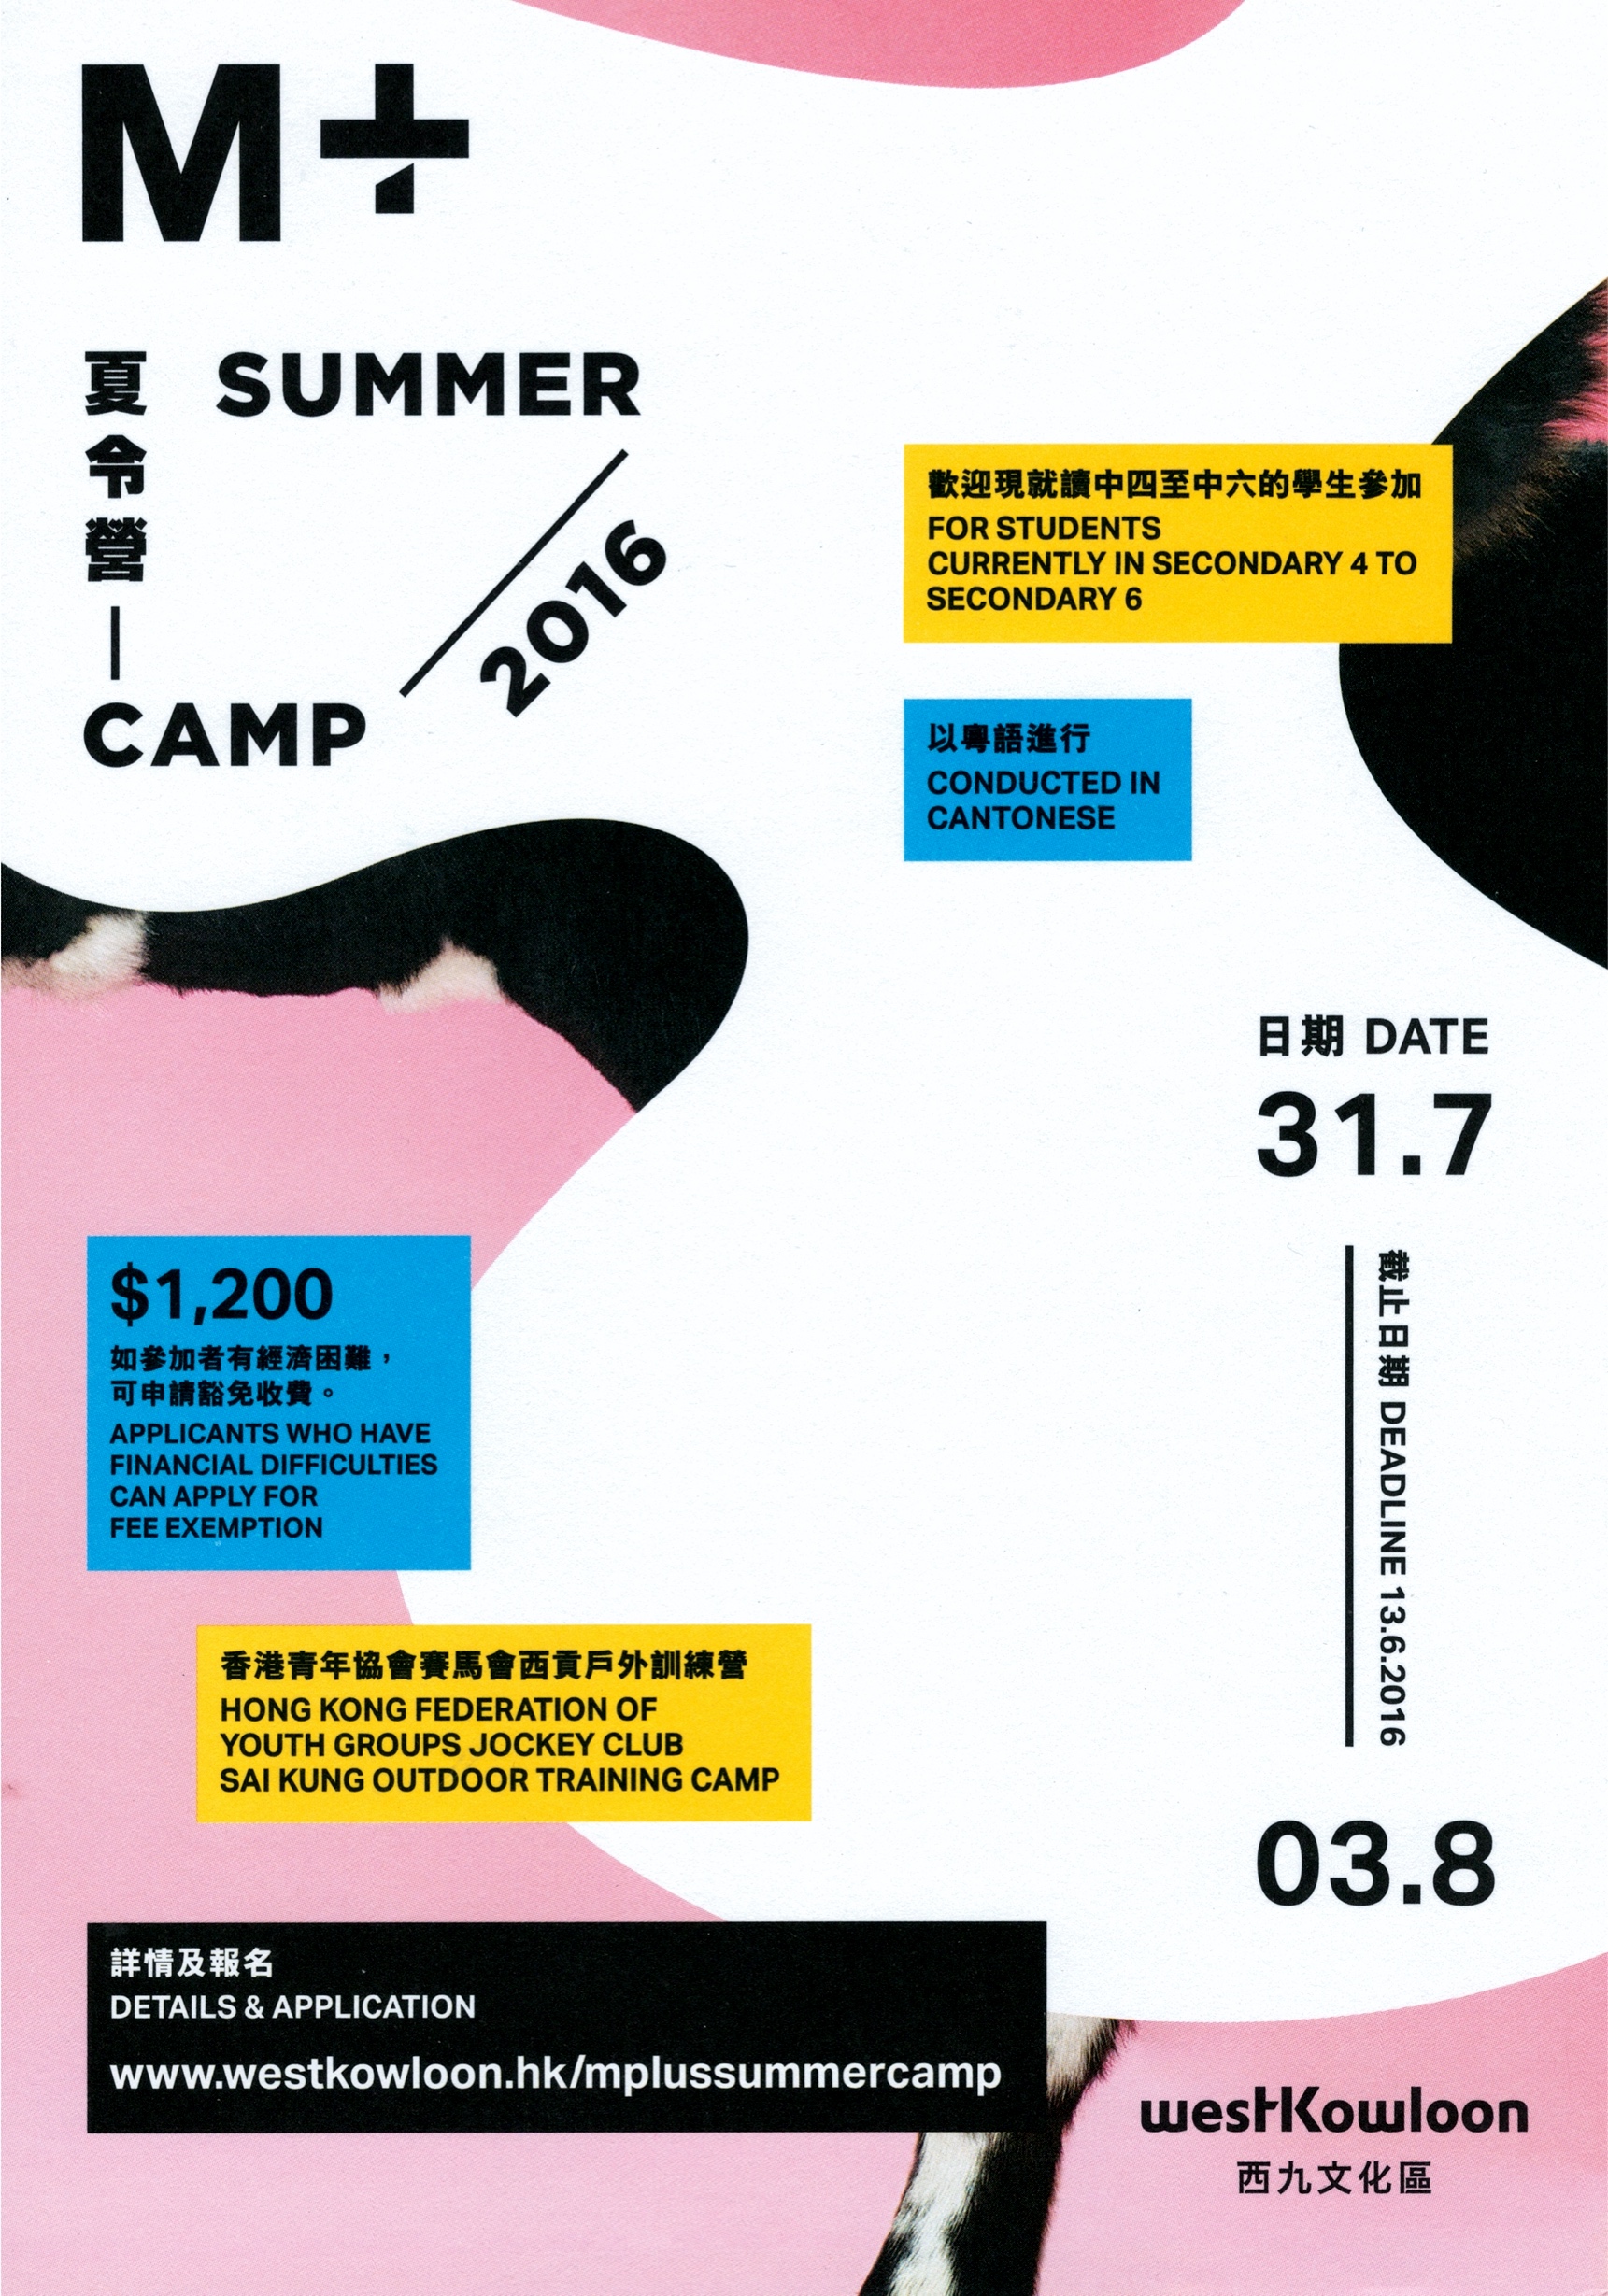 M+
夏令營
SUMMER
CAMP
2016
歡迎現就讀中四至中六的學生參加
FOR STUDENTS
CURRENTLY IN SECONDARY 4 TO
SECONDARY 6
以粵語進行
CONDUCTED IN
CANTONESE
日期 DATE
31.7
截止日期 DEADLINE 13.6.2016
03.8
$1,200
如參加者有經濟困難，
可申請豁免收費。
APPLICANTS WHO HAVE
FINANCIAL DIFFICULTIES
CAN APPLY FOR
FEE EXEMPTION
香港青年協會賽馬會西貢戶外訓練營
HONG KONG FEDERATION OF
YOUTH GROUPS JOCKEY CLUB
SAI KUNG OUTDOOR TRAINING CAMP
詳情及報名
DETAILS & APPLICATION
www.westkowloon.hk/mplussummercamp
westKowloon
西九文化區